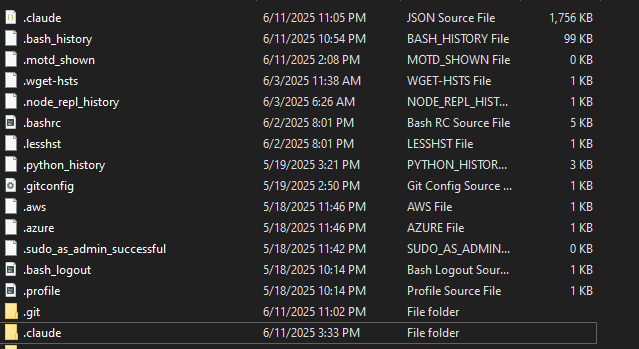 .claude 6/11/2025 11:05 PM JSON Source File 1,756 KB
.bash_history 6/11/2025 10:54 PM BASH_HISTORY File 99 KB
.motd_shown 6/11/2025 2:08 PM MOTD_SHOWN File 0 KB
.wget-hsts 6/3/2025 11:38 AM WGET-HSTS File 1 KB
.node_repl_history 6/3/2025 6:26 AM NODE_REPL_HIST... 1 KB
.bashrc 6/2/2025 8:01 PM Bash RC Source File 5 KB
.lesshst 6/2/2025 8:01 PM LESSHST File 1 KB
.python_history 5/19/2025 3:21 PM PYTHON_HISTOR... 3 KB
.gitconfig 5/19/2025 2:50 PM Git Config Source ... 1 KB
.aws 5/18/2025 11:46 PM AWS File 1 KB
.azure 5/18/2025 11:46 PM AZURE File 1 KB
.sudo_as_admin_successful 5/18/2025 11:42 PM SUDO_AS_ADMIN... 0 KB
.bash_logout 5/18/2025 10:14 PM Bash Logout Sour... 1 KB
.profile 5/18/2025 10:14 PM Profile Source File 1 KB
.git 6/11/2025 11:02 PM File folder
.claude 6/11/2025 3:33 PM File folder